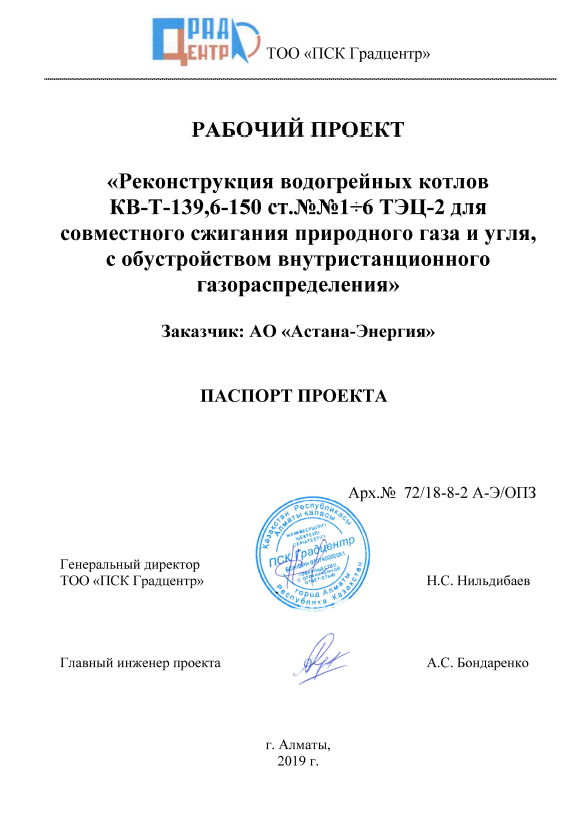 ГРАД
ЦЕНТР
ТОО «ПСК Градцентр»
РАБОЧИЙ ПРОЕКТ
«Реконструкция водогрейных котлов
КВ-Т-139,6-150 ст.№№1÷6 ТЭЦ-2 для
совместного сжигания природного газа и угля,
с обустройством внутристанционного
газораспределения»
Заказчик: АО «Астана-Энергия»
ПАСПОРТ ПРОЕКТА
Арх.№ 72/18-8-2 А-Э/ОПЗ
Казахстан Республикасы
Алматы каласы
ПСК Градцентр
город Алматы
Республика Казахстан
Генеральный директор
ТОО «ПСК Градцентр»
Н.С. Нильдибаев
Главный инженер проекта
А.С. Бондаренко
г. Алматы,
2019 г.